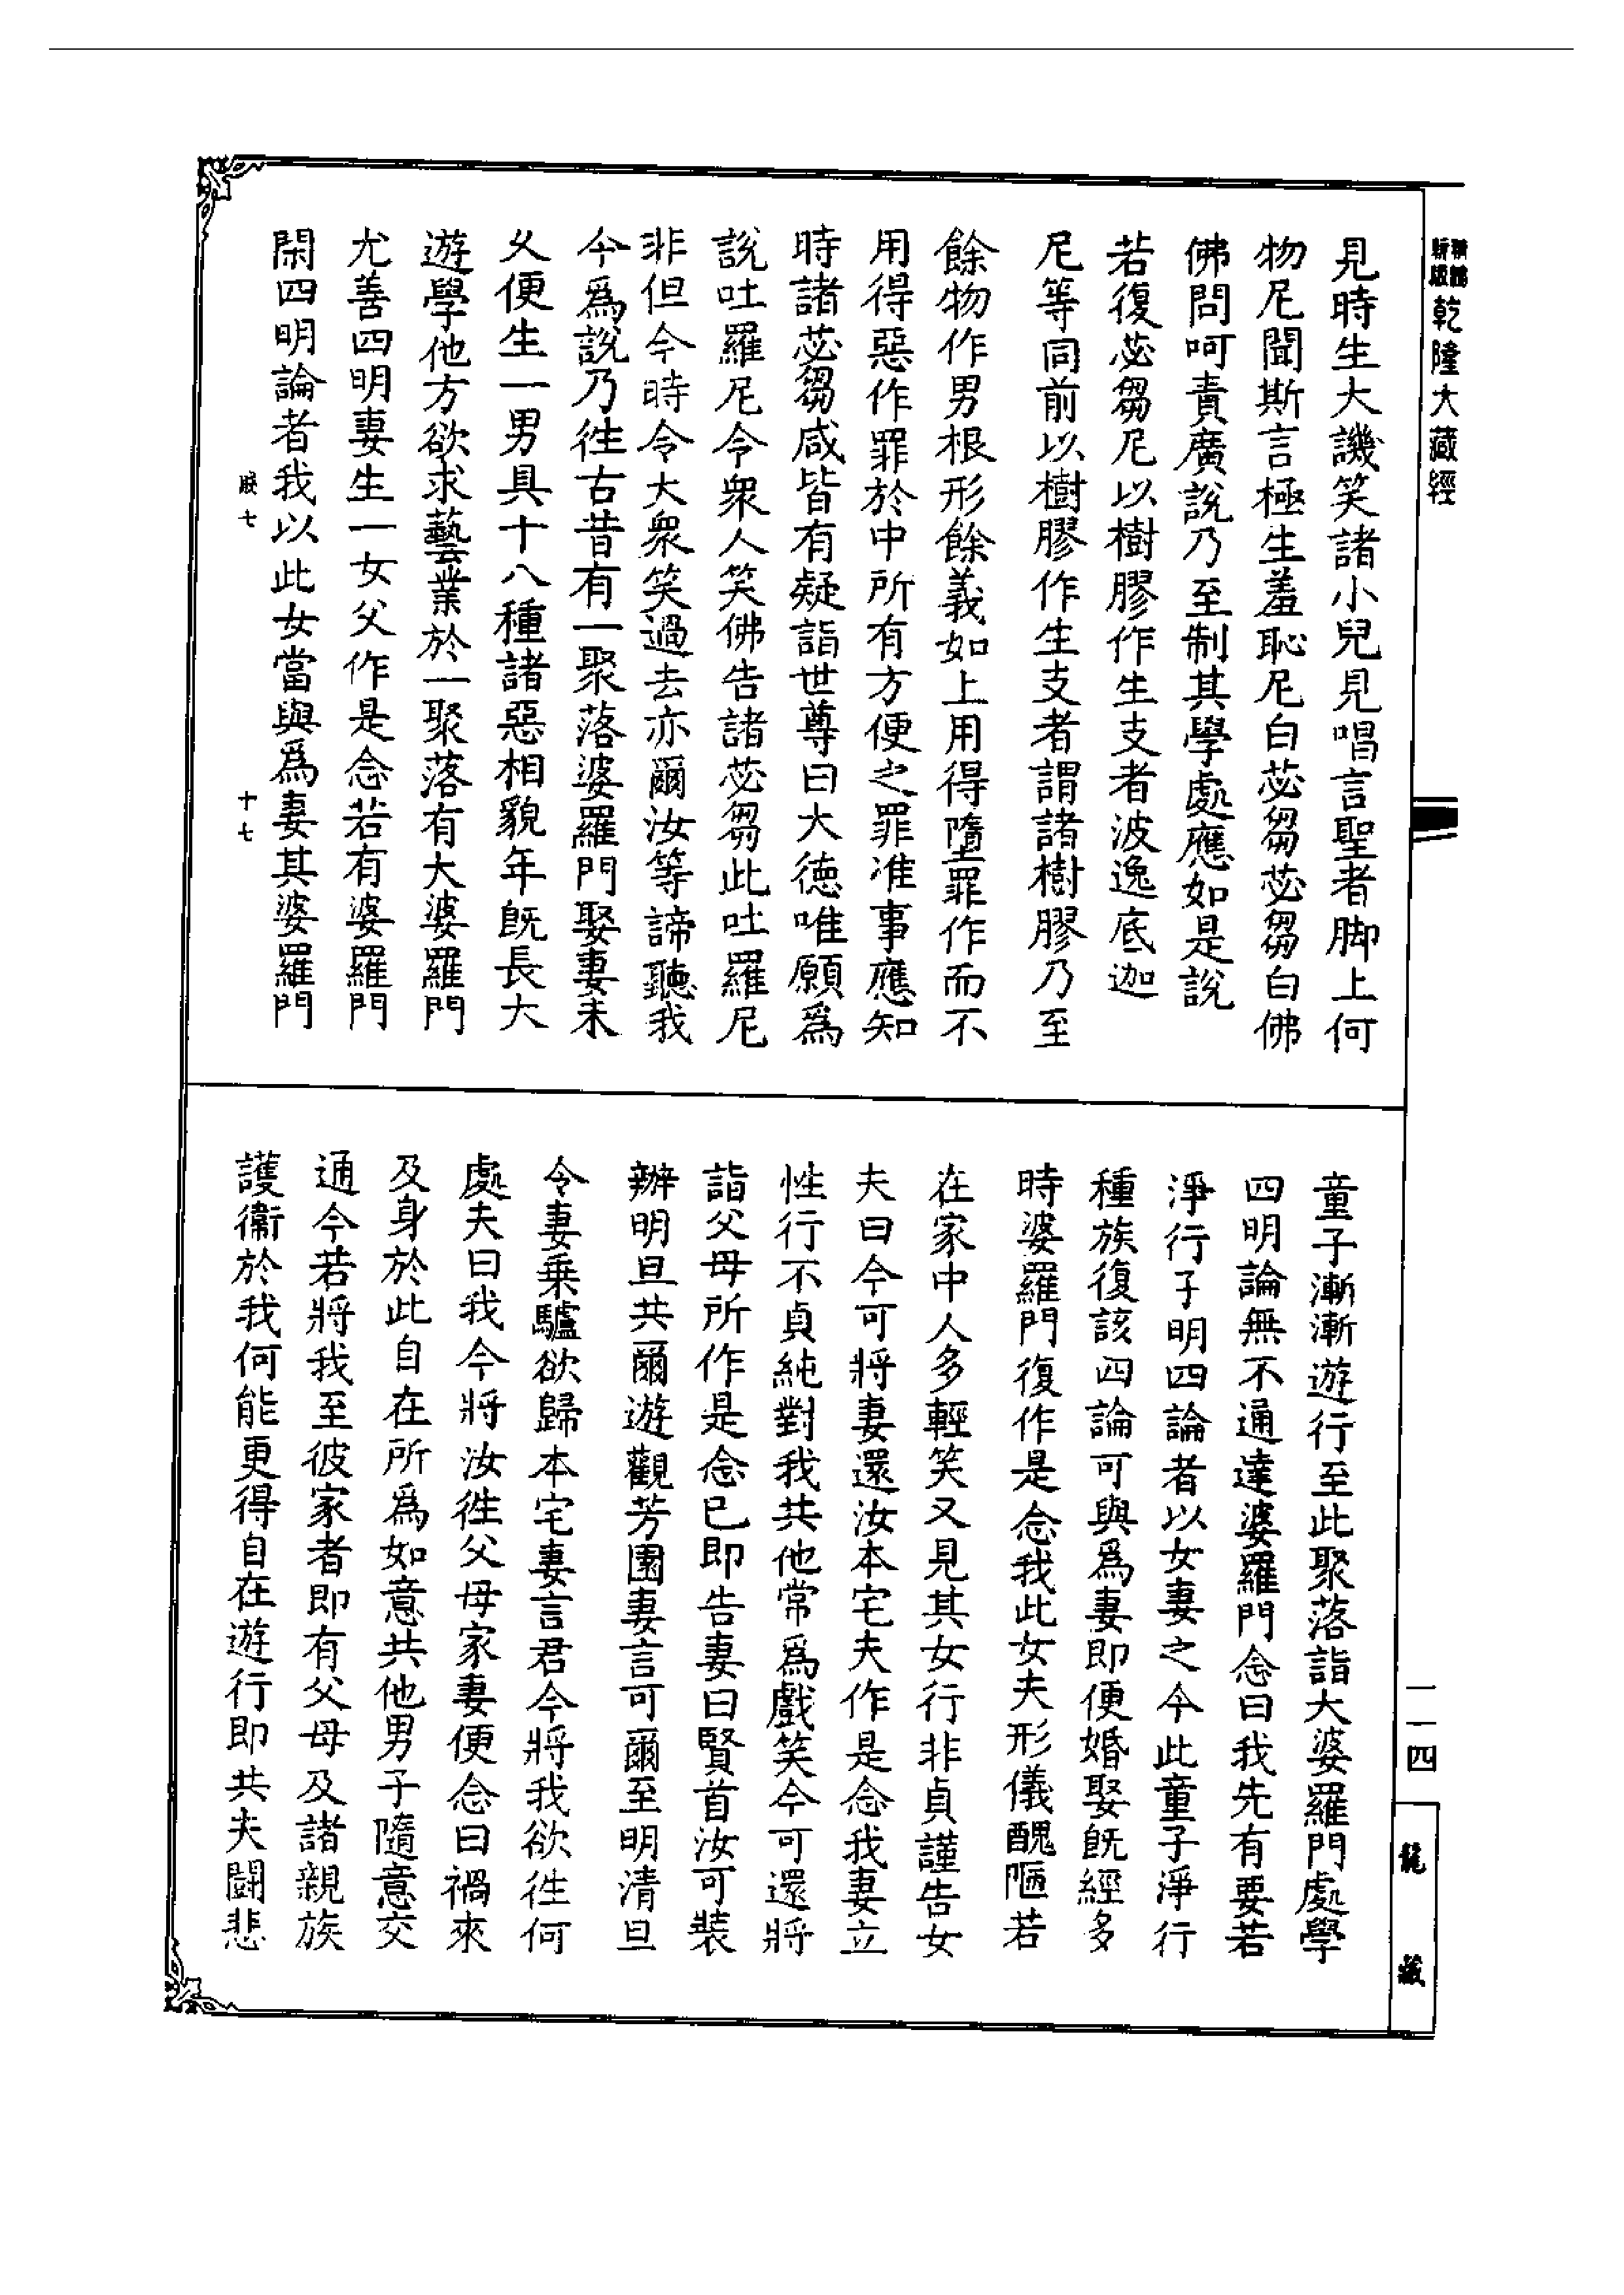 乾隆大藏經
見時生大譏笑諸小兒見唱言聖者脚上何
物尼聞斯言極生羞恥尼白苾芻苾芻白佛
佛問呵責廣說乃至制其學處應如是說
若復苾芻尼以樹膠作生支者波逸底迦
尼等同前以樹膠作生支者謂諸樹膠乃至
餘物作男根形餘義如上用得墮罪作而不
用得惡作罪於中所有方便之罪准事應知
時諸苾芻咸皆有疑詣世尊曰大德唯願爲
說吐羅尼今衆人笑佛告諸苾芻此吐羅尼
非但今時令大衆笑過去亦爾汝等諦聽我
今爲說乃徃古昔有一聚落婆羅門娶妻未
久便生一男具十八種諸惡相貌年旣長大
遊學他方欲求藝業於一聚落有大婆羅門
尤善四明妻生一女父作是念若有婆羅門
閑四明論者我以此女當與爲妻其婆羅門
十七
童子漸漸遊行至此聚落詣大婆羅門處學
四明論無不通達婆羅門念曰我先有要若
淨行子明四論者以女妻之今此童子淨行
種族復該四論可與爲妻即便婚娶旣經多
時婆羅門復作是念我此女夫形儀醜陋若
在家中人多輕笑又見其女行非貞謹告女
夫曰今可將妻還汝本宅夫作是念我妻立
性行不貞純對我共他常爲戲笑今可還將
詣父母所作是念已即告妻曰賢首汝可裝
辦明旦共爾遊觀芳園妻言可爾至明清旦
令妻乘驢欲歸本宅妻言君今將我欲徃何
處夫曰我今將汝徃父母家妻便念曰禍來
及身於此自在所爲如意共他男子隨意交
通今若將我至彼家者即有父母及諸親族
護衛於我何能更得自在遊行即共夫鬪悲
一一四
龍藏